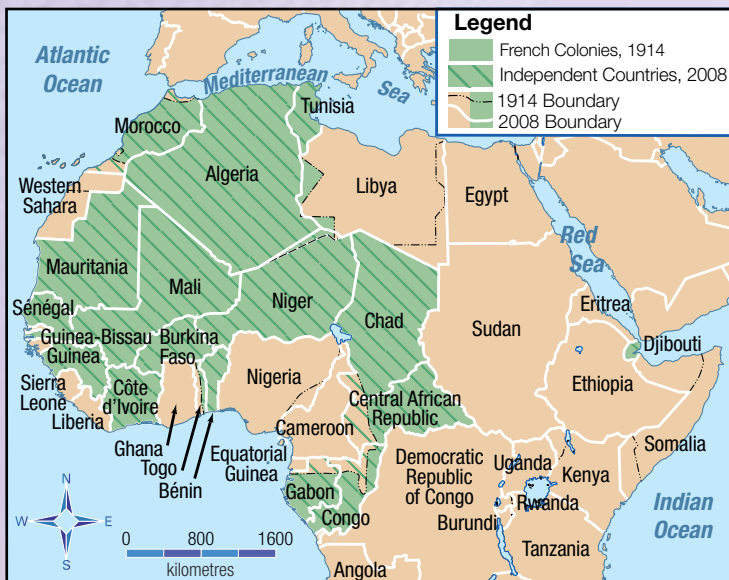 Legend
French Colonies, 1914
Independent Countries, 2008
1914 Boundary
2008 Boundary
Atlantic
Ocean
Mediterranean
Sea
Tunisia
Morocco
Algeria
Libya
Egypt
Western
Sahara
Red
Sea
Mauritania
Mali
Niger
Chad
Sudan
Eritrea
Djibouti
Sénégal
Guinea-Bissau
Guinea
Burkina
Faso
Sierra
Leone
Liberia
Côte
d'Ivoire
Nigeria
Central African
Republic
Ethiopia
Cameroon
Ghana
Togo
Bénin
Equatorial
Guinea
Somalia
Democratic
Republic
of Congo
Uganda
Kenya
Gabon
Congo
Rwanda
Burundi
Tanzania
Indian
Ocean
Angola
N
W
E
S
0 800 1600
kilometres